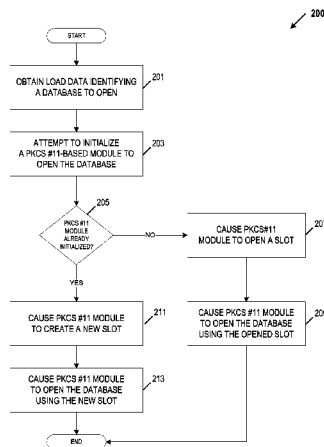 200
START
OBTAIN LOAD DATA IDENTIFYING
A DATABASE TO OPEN
201
ATTEMPT TO INITIALIZE
A PKCS #11-BASED MODULE TO
OPEN THE DATABASE
203
205
PKCS #11
MODULE
ALREADY
INITIALIZED?
NO
CAUSE PKCS#11
MODULE TO OPEN A SLOT
YES
CAUSE PKCS #11 MODULE
TO CREATE A NEW SLOT
211
CAUSE PKCS #11 MODULE
TO OPEN THE DATABASE
USING THE OPENED SLOT
CAUSE PKCS #11 MODULE
TO OPEN THE DATABASE
USING THE NEW SLOT
213
END